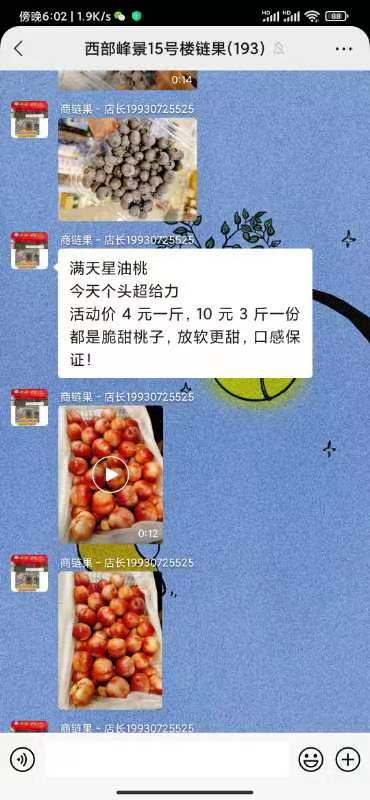 傍晚6:02 | 1.9K/s
HD
HD
88
西部峰景15号楼链果(193)
0:14
商链果－店长19930725525
商链果－店长19930725525
满天星油桃
今天个头超给力
活动价 4 元一斤，10 元 3 斤一份
都是脆甜桃子，放软更甜，口感保
证！
商链果－店长19930725525
0:12
商链果－店长19930725525
商链果－店长19930725525